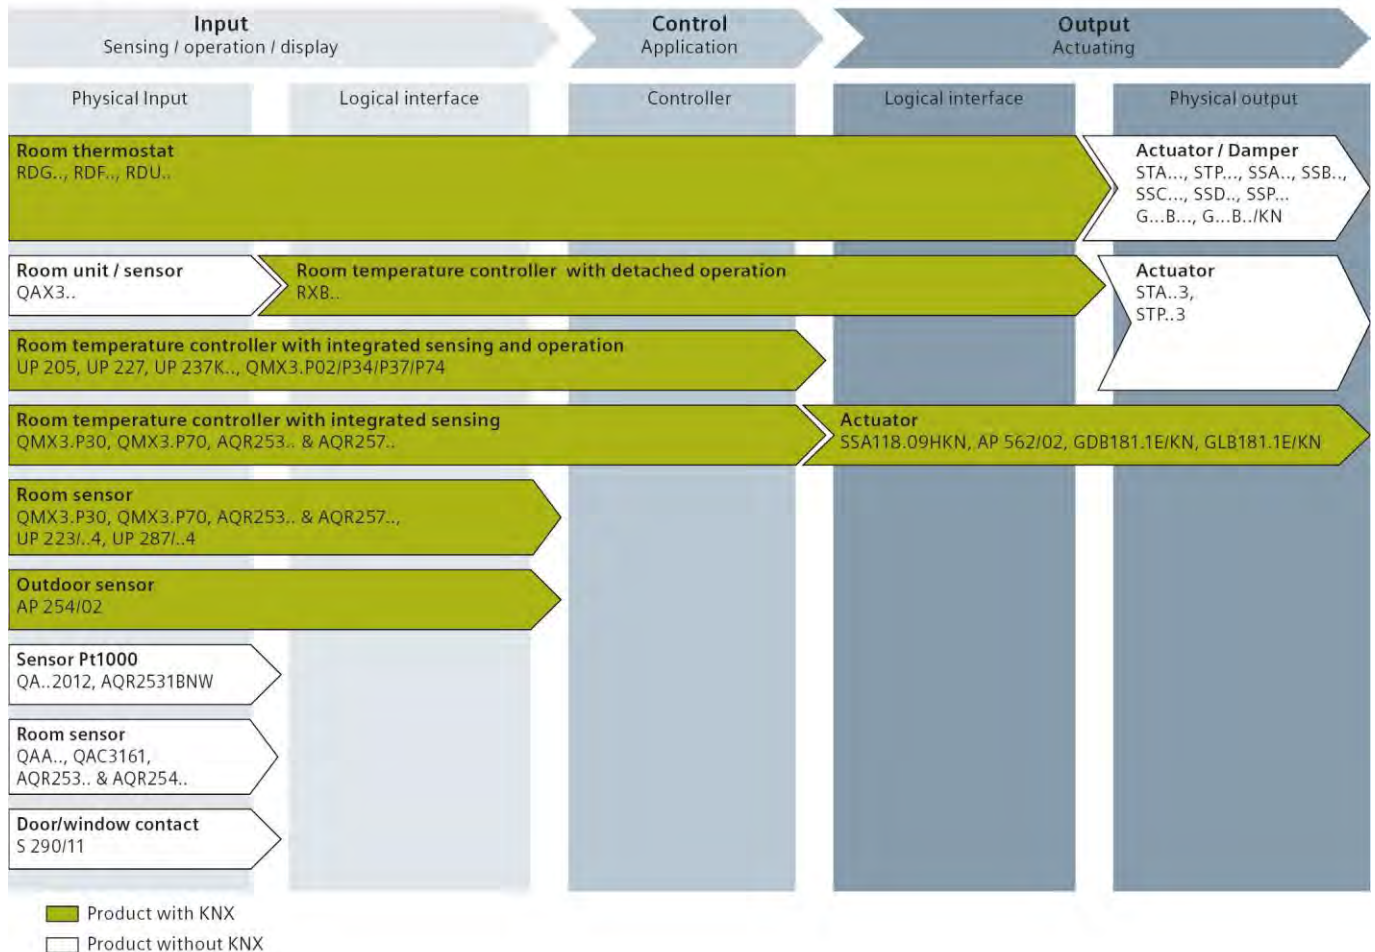 Input
Sensing / operation / display
Control
Application
Output
Actuating
Physical Input
Logical interface
Controller
Logical interface
Physical output
Room thermostat
RDG.., RDF.., RDU..
Actuator / Damper
STA..., STP..., SSA.., SSB..,
SSC..., SSD.., SSP...
G...B..., G...B../KN
Room unit / sensor
QAX3..
Room temperature controller with detached operation
RXB..
Actuator
STA..3,
STP..3
Room temperature controller with integrated sensing and operation
UP 205, UP 227, UP 237K.., QMX3.P02/P34/P37/P74
Room temperature controller with integrated sensing
QMX3.P30, QMX3.P70, AQR253.. & AQR257..
Actuator
SSA118.09HKN, AP 562/02, GDB181.1E/KN, GLB181.1E/KN
Room sensor
QMX3.P30, QMX3.P70, AQR253.. & AQR257..,
UP 223/..4, UP 287/..4
Outdoor sensor
AP 254/02
Sensor Pt1000
QA..2012, AQR2531BNW
Room sensor
QAA.., QAC3161,
AQR253.. & AQR254..
Door/window contact
S 290/11
Product with KNX
Product without KNX